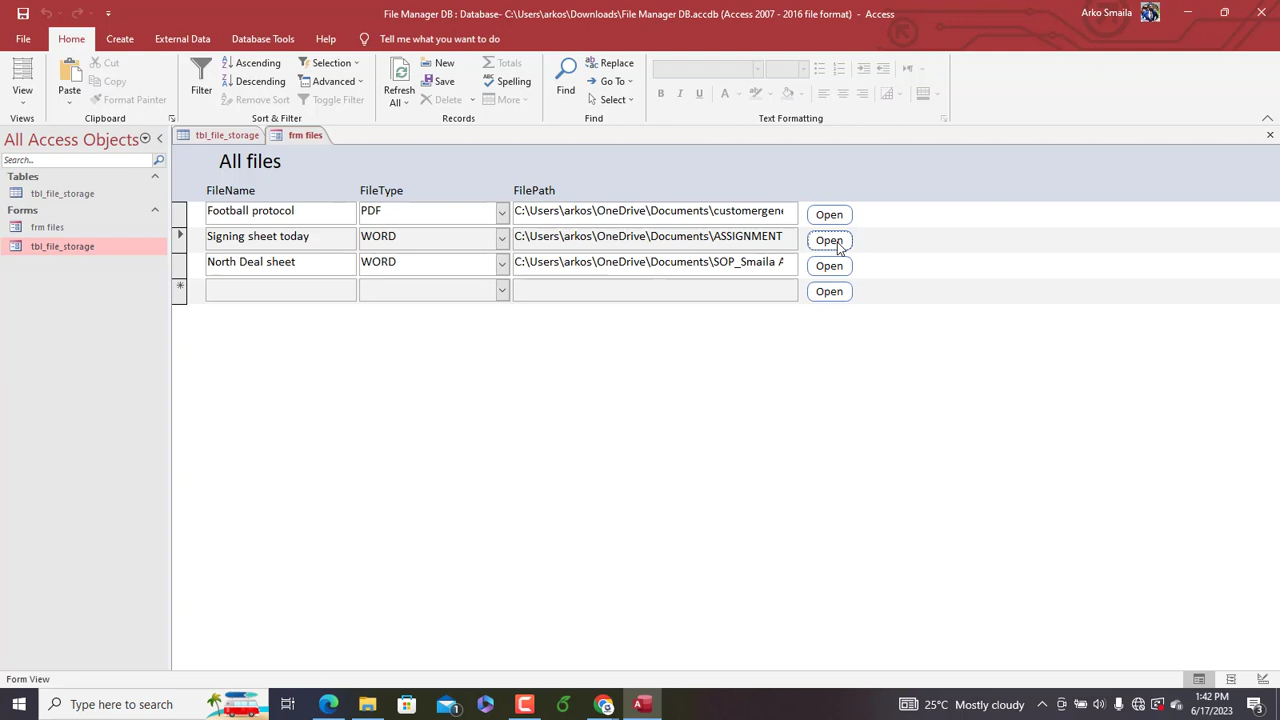 File Manager DB : Database- C:\Users\arkos\Downloads\File Manager DB.accdb (Access 2007 - 2016 file format) - Access
Arko Smaila
File Home Create External Data Database Tools Help Tell me what you want to do
View
Views
Paste
Cut
Copy
Format Painter
Clipboard
Filter
Ascending
Descending
Remove Sort
Selection
Advanced
Toggle Filter
Sort & Filter
Refresh
All
New
Save
Delete
Totals
Spelling
More
Records
Find
Replace
Go To
Select
Find
B I U A
Text Formatting
All Access Objects
Search...
Tables
tbl_file_storage
Forms
frm files
tbl_file_storage
tbl_file_storage frm files
All files
FileName FileType FilePath
Football protocol PDF C:\Users\arkos\OneDrive\Documents\customergene Open
Signing sheet today WORD C:\Users\arkos\OneDrive\Documents\ASSIGNMENT Open
North Deal sheet WORD C:\Users\arkos\OneDrive\Documents\SOP_Smaila A Open
Open
Form View
Type here to search
25°C Mostly cloudy
1:42 PM
6/17/2023